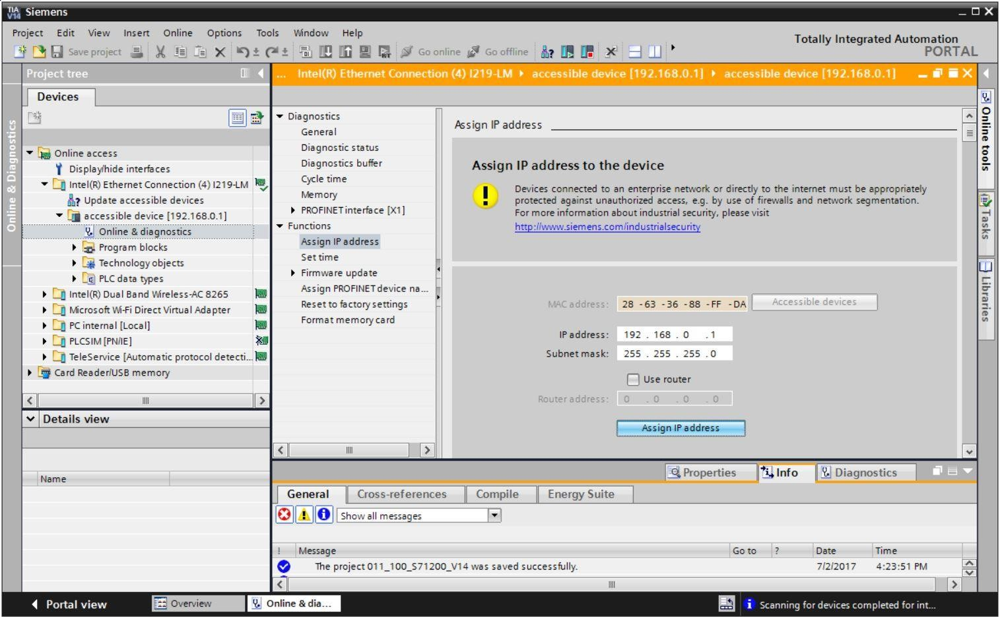 TIA V14 Siemens
Project Edit View Insert Online Options Tools Window Help
Totally Integrated Automation
PORTAL
Save project
Go online
Go offline
Project tree
... Intel(R) Ethernet Connection (4) I219-LM accessible device [192.168.0.1] accessible device [192.168.0.1]
Devices
Online & Diagnostics
Online access
Display/hide interfaces
Intel(R) Ethernet Connection (4) I219-LM
Update accessible devices
accessible device [192.168.0.1]
Online & diagnostics
Program blocks
Technology objects
PLC data types
Intel(R) Dual Band Wireless-AC 8265
Microsoft Wi-Fi Direct Virtual Adapter
PC internal [Local]
PLCSIM [PN/IE]
TeleService [Automatic protocol detecti...
Card Reader/USB memory
Details view
Name
Diagnostics
General
Diagnostic status
Diagnostics buffer
Cycle time
Memory
PROFINET interface [X1]
Functions
Assign IP address
Set time
Firmware update
Assign PROFINET device na...
Reset to factory settings
Format memory card
Assign IP address
Assign IP address to the device
Devices connected to an enterprise network or directly to the internet must be appropriately
protected against unauthorized access, e.g. by use of firewalls and network segmentation.
For more information about industrial security, please visit
http://www.siemens.com/industrialsecurity
MAC address: 28 -63 -36 -88 -FF -DA Accessible devices
IP address: 192 . 168 . 0 . 1
Subnet mask: 255 . 255 . 255 . 0
Use router
Router address: 0 . 0 . 0 . 0
Assign IP address
Online tools
Tasks
Libraries
Properties Info Diagnostics
General Cross-references Compile Energy Suite
Show all messages
! Message Go to ? Date Time
The project 011_100_S71200_V14 was saved successfully. 7/2/2017 4:23:51 PM
Portal view Overview Online & dia... Scanning for devices completed for int...